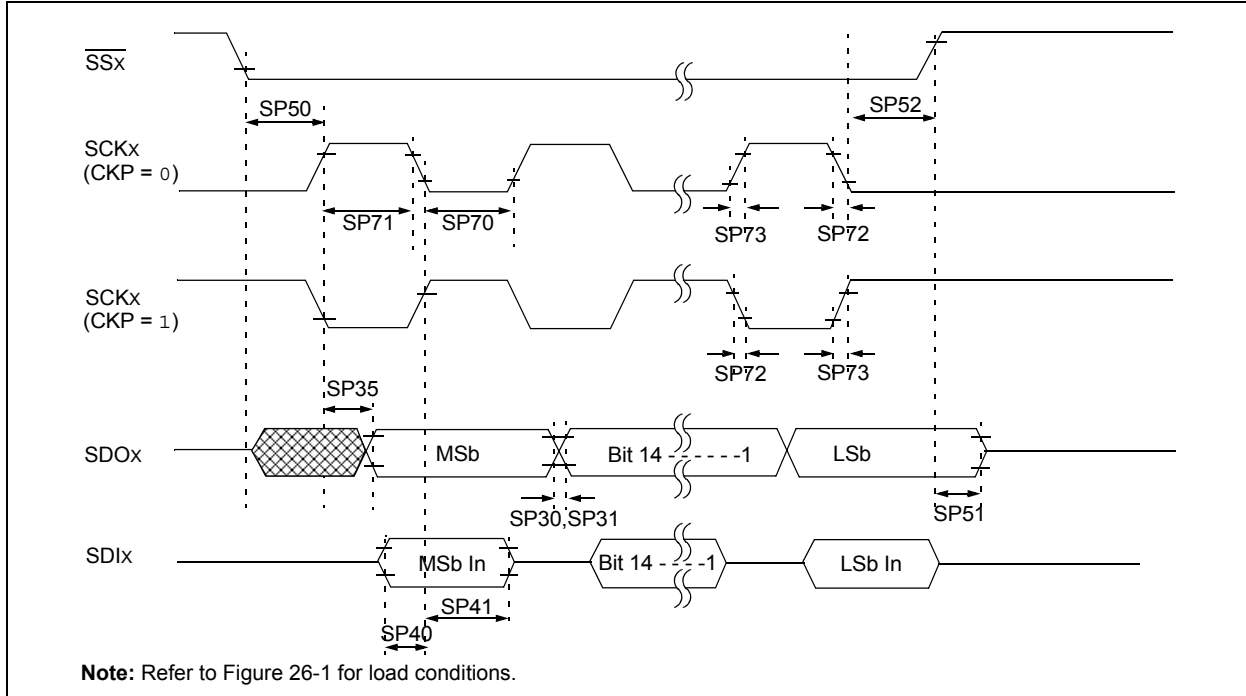 SSx
SP50
SP52
SCKx
(CKP = 0)
SP71
SP70
SP73
SP72
SCKx
(CKP = 1)
SP72
SP73
SP35
SDOx
MSb
Bit 14 - - - - - -1
LSb
SP30,SP31
SP51
SDIx
MSb In
Bit 14 - - - -1
LSb In
SP41
SP40
Note: Refer to Figure 26-1 for load conditions.